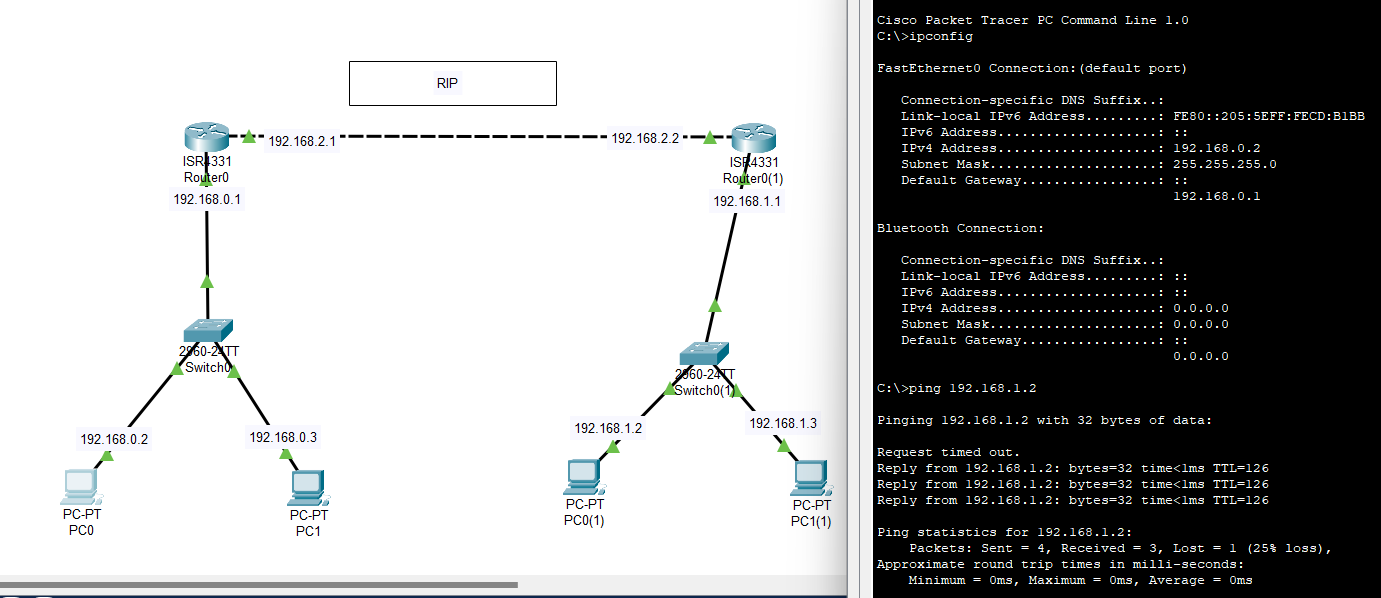 RIP
192.168.2.1
192.168.2.2
ISR4331
Router0
192.168.0.1
ISR4331
Router0(1)
192.168.1.1
2960-24TT
Switch0
2960-24TT
Switch0(1)
192.168.0.2
192.168.0.3
192.168.1.2
192.168.1.3
PC-PT
PC0
PC-PT
PC1
PC-PT
PC0(1)
PC-PT
PC1(1)
Cisco Packet Tracer PC Command Line 1.0
C:\>ipconfig
FastEthernet0 Connection:(default port)
Connection-specific DNS Suffix..:
Link-local IPv6 Address.........: FE80::205:5EFF:FECD:B1BB
IPv6 Address....................: ::
IPv4 Address....................: 192.168.0.2
Subnet Mask.....................: 255.255.255.0
Default Gateway.................: ::
192.168.0.1
Bluetooth Connection:
Connection-specific DNS Suffix..:
Link-local IPv6 Address.........: ::
IPv6 Address....................: ::
IPv4 Address....................: 0.0.0.0
Subnet Mask.....................: 0.0.0.0
Default Gateway.................: ::
0.0.0.0
C:\>ping 192.168.1.2
Pinging 192.168.1.2 with 32 bytes of data:
Request timed out.
Reply from 192.168.1.2: bytes=32 time<1ms TTL=126
Reply from 192.168.1.2: bytes=32 time<1ms TTL=126
Reply from 192.168.1.2: bytes=32 time<1ms TTL=126
Ping statistics for 192.168.1.2:
Packets: Sent = 4, Received = 3, Lost = 1 (25% loss),
Approximate round trip times in milli-seconds:
Minimum = 0ms, Maximum = 0ms, Average = 0ms